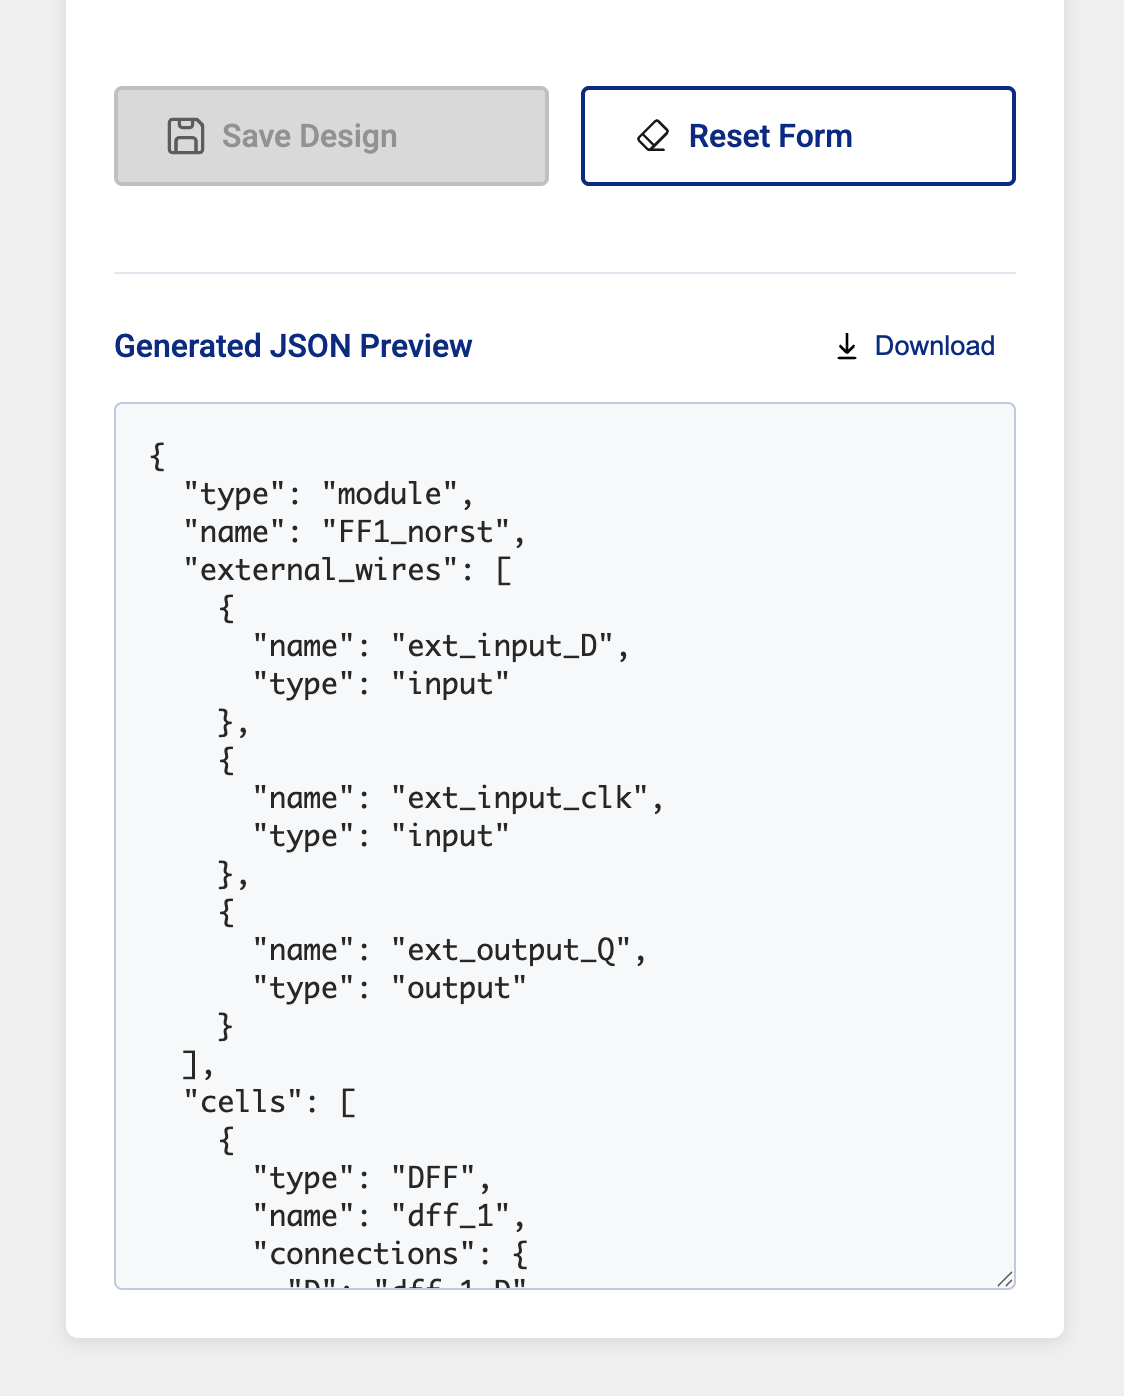 Save Design
Reset Form
Generated JSON Preview
Download
{
  "type": "module",
  "name": "FF1_norst",
  "external_wires": [
    {
      "name": "ext_input_D",
      "type": "input"
    },
    {
      "name": "ext_input_clk",
      "type": "input"
    },
    {
      "name": "ext_output_Q",
      "type": "output"
    }
  ],
  "cells": [
    {
      "type": "DFF",
      "name": "dff_1",
      "connections": {
        "D": "dff_1_D"